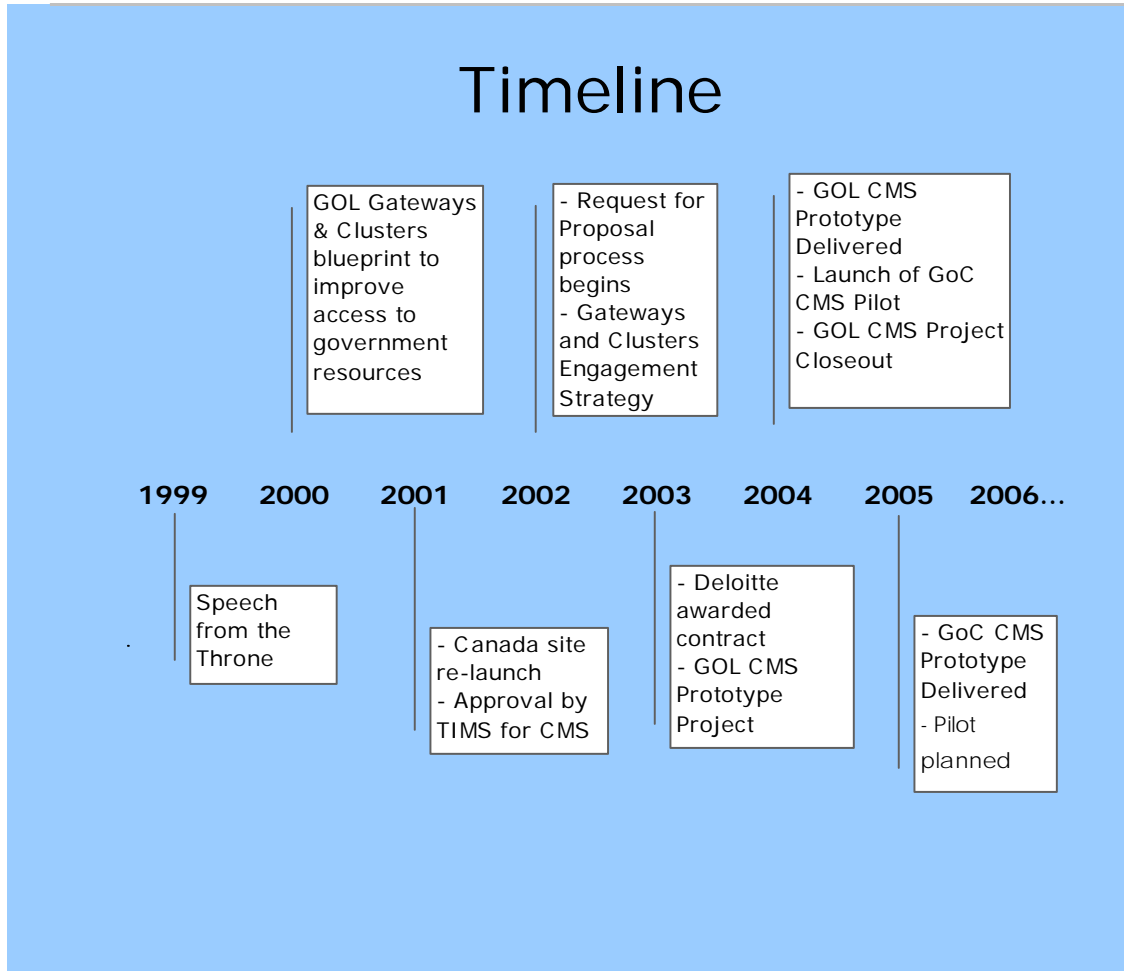 Timeline
GOL Gateways
& Clusters
blueprint to
improve
access to
government
resources
- Request for
Proposal
process
begins
- Gateways
and Clusters
Engagement
Strategy
- GOL CMS
Prototype
Delivered
- Launch of GoC
CMS Pilot
- GOL CMS Project
Closeout
1999 2000 2001 2002 2003 2004 2005 2006...
Speech
from the
Throne
- Canada site
re-launch
- Approval by
TIMS for CMS
- Deloitte
awarded
contract
- GOL CMS
Prototype
Project
- GoC CMS
Prototype
Delivered
- Pilot
planned
.